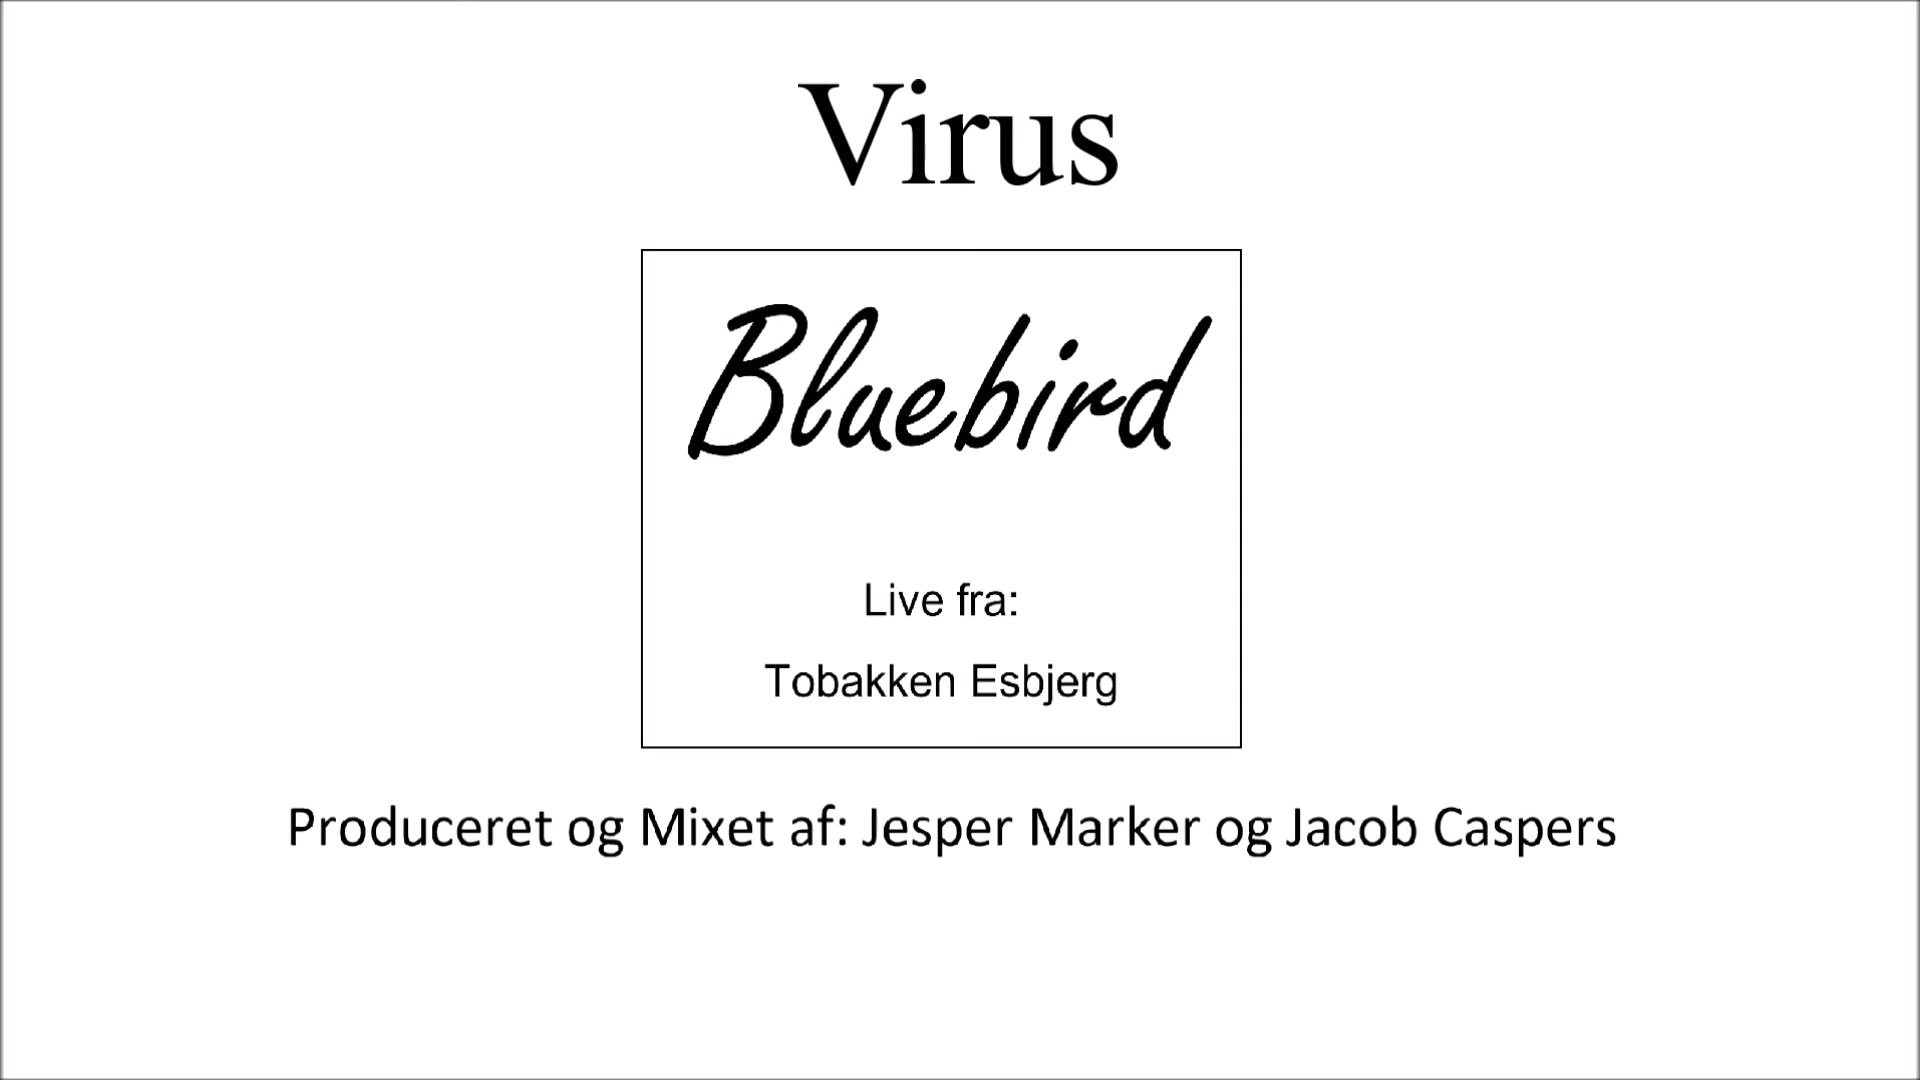 Virus
Bluebird
Live fra:
Tobakken Esbjerg
Produceret og Mixet af: Jesper Marker og Jacob Caspers